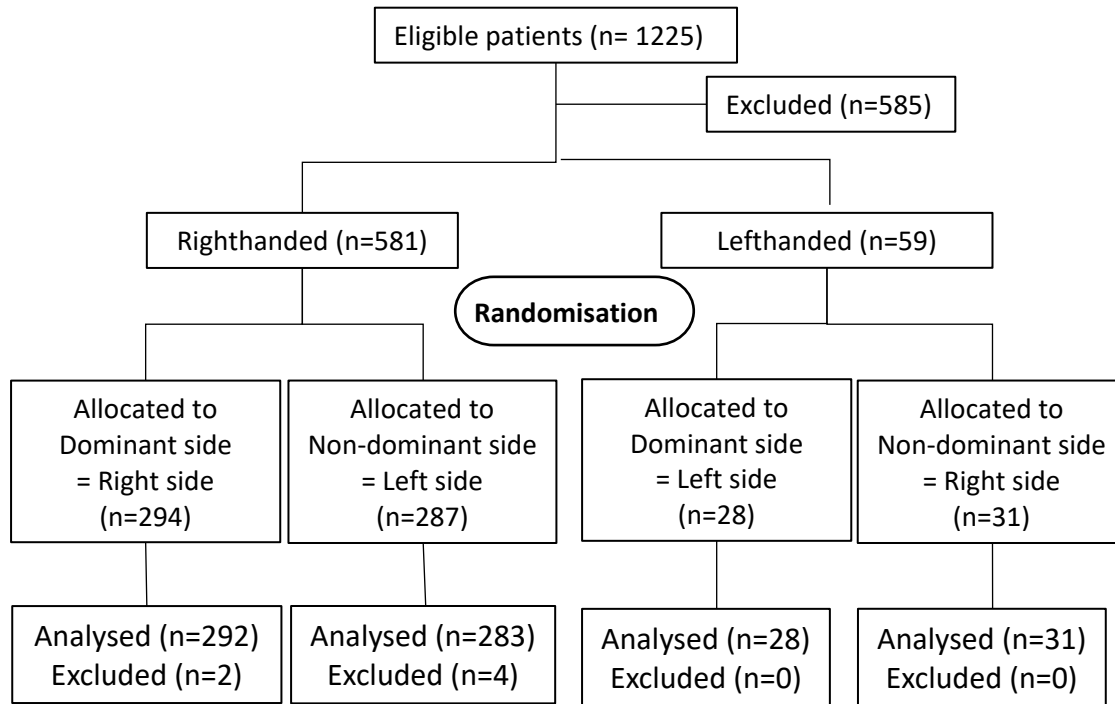 Eligible patients (n= 1225)
Excluded (n=585)
Righthanded (n=581)
Lefthanded (n=59)
Randomisation
Allocated to
Dominant side
= Right side
(n=294)
Allocated to
Non-dominant side
= Left side
(n=287)
Allocated to
Dominant side
= Left side
(n=28)
Allocated to
Non-dominant side
= Right side
(n=31)
Analysed (n=292)
Excluded (n=2)
Analysed (n=283)
Excluded (n=4)
Analysed (n=28)
Excluded (n=0)
Analysed (n=31)
Excluded (n=0)